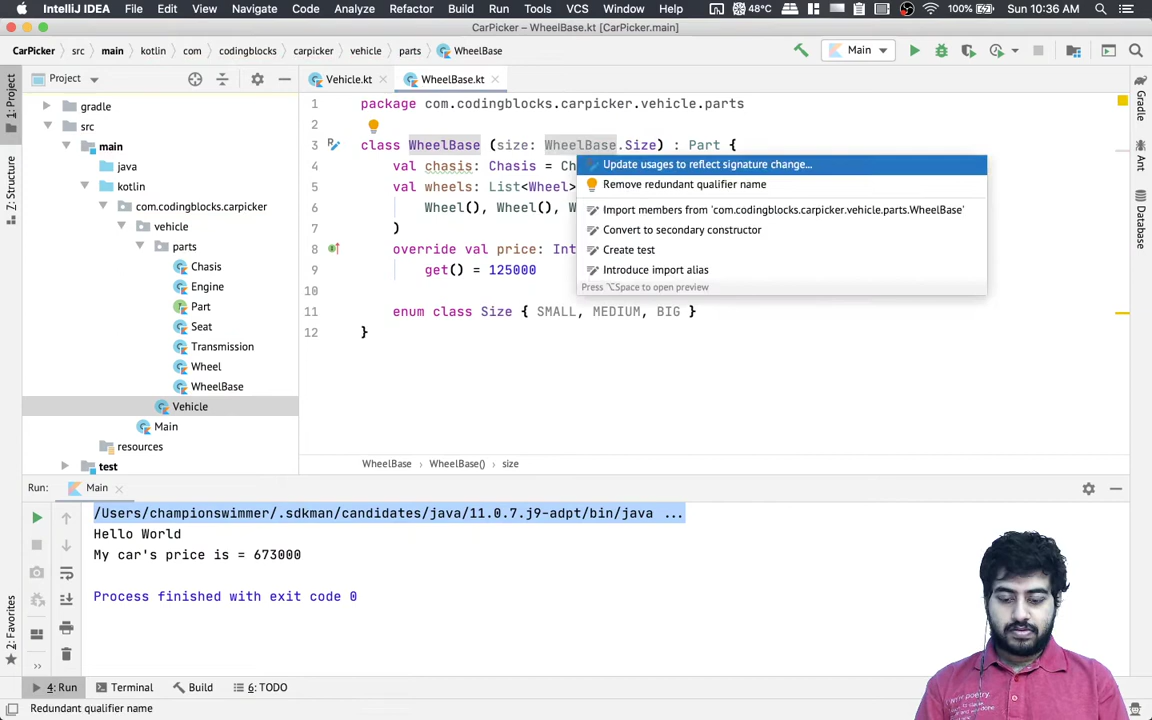 IntelliJ IDEA File Edit View Navigate Code Analyze Refactor Build Run Tools VCS Window Help 48°C 100% Sun 10:36 AM
CarPicker – WheelBase.kt [CarPicker.main]
CarPicker src main kotlin com codingblocks carpicker vehicle parts WheelBase Main
1: Project
Z: Structure
2: Favorites
Project
gradle
src
main
java
kotlin
com.codingblocks.carpicker
vehicle
parts
Chasis
Engine
Part
Seat
Transmission
Wheel
WheelBase
Vehicle
Main
resources
test
Vehicle.kt WheelBase.kt
1 package com.codingblocks.carpicker.vehicle.parts
2
3 class WheelBase (size: WheelBase.Size) : Part {
4 val chasis: Chasis = Ch
5 val wheels: List<Wheel>
6 Wheel(), Wheel(), W
7 )
8 override val price: Int
9 get() = 125000
10
11 enum class Size { SMALL, MEDIUM, BIG }
12 }
Update usages to reflect signature change...
Remove redundant qualifier name
Import members from 'com.codingblocks.carpicker.vehicle.parts.WheelBase'
Convert to secondary constructor
Create test
Introduce import alias
Press ⌥Space to open preview
WheelBase WheelBase() size
Gradle
Ant
Database
Run: Main
/Users/championswimmer/.sdkman/candidates/java/11.0.7.j9-adpt/bin/java ...
Hello World
My car's price is = 673000
Process finished with exit code 0
4: Run Terminal Build 6: TODO
Redundant qualifier name